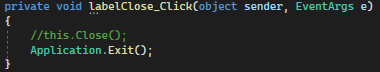 private void labelClose_Click(object sender, EventArgs e)
{
    //this.Close();
    Application.Exit();
}